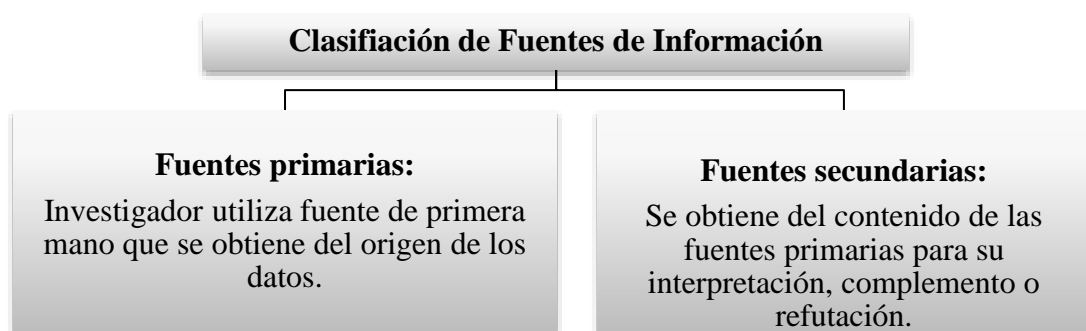 Clasifiación de Fuentes de Información
Fuentes primarias:
Investigador utiliza fuente de primera
mano que se obtiene del origen de los
datos.
Fuentes secundarias:
Se obtiene del contenido de las
fuentes primarias para su
interpretación, complemento o
refutación.